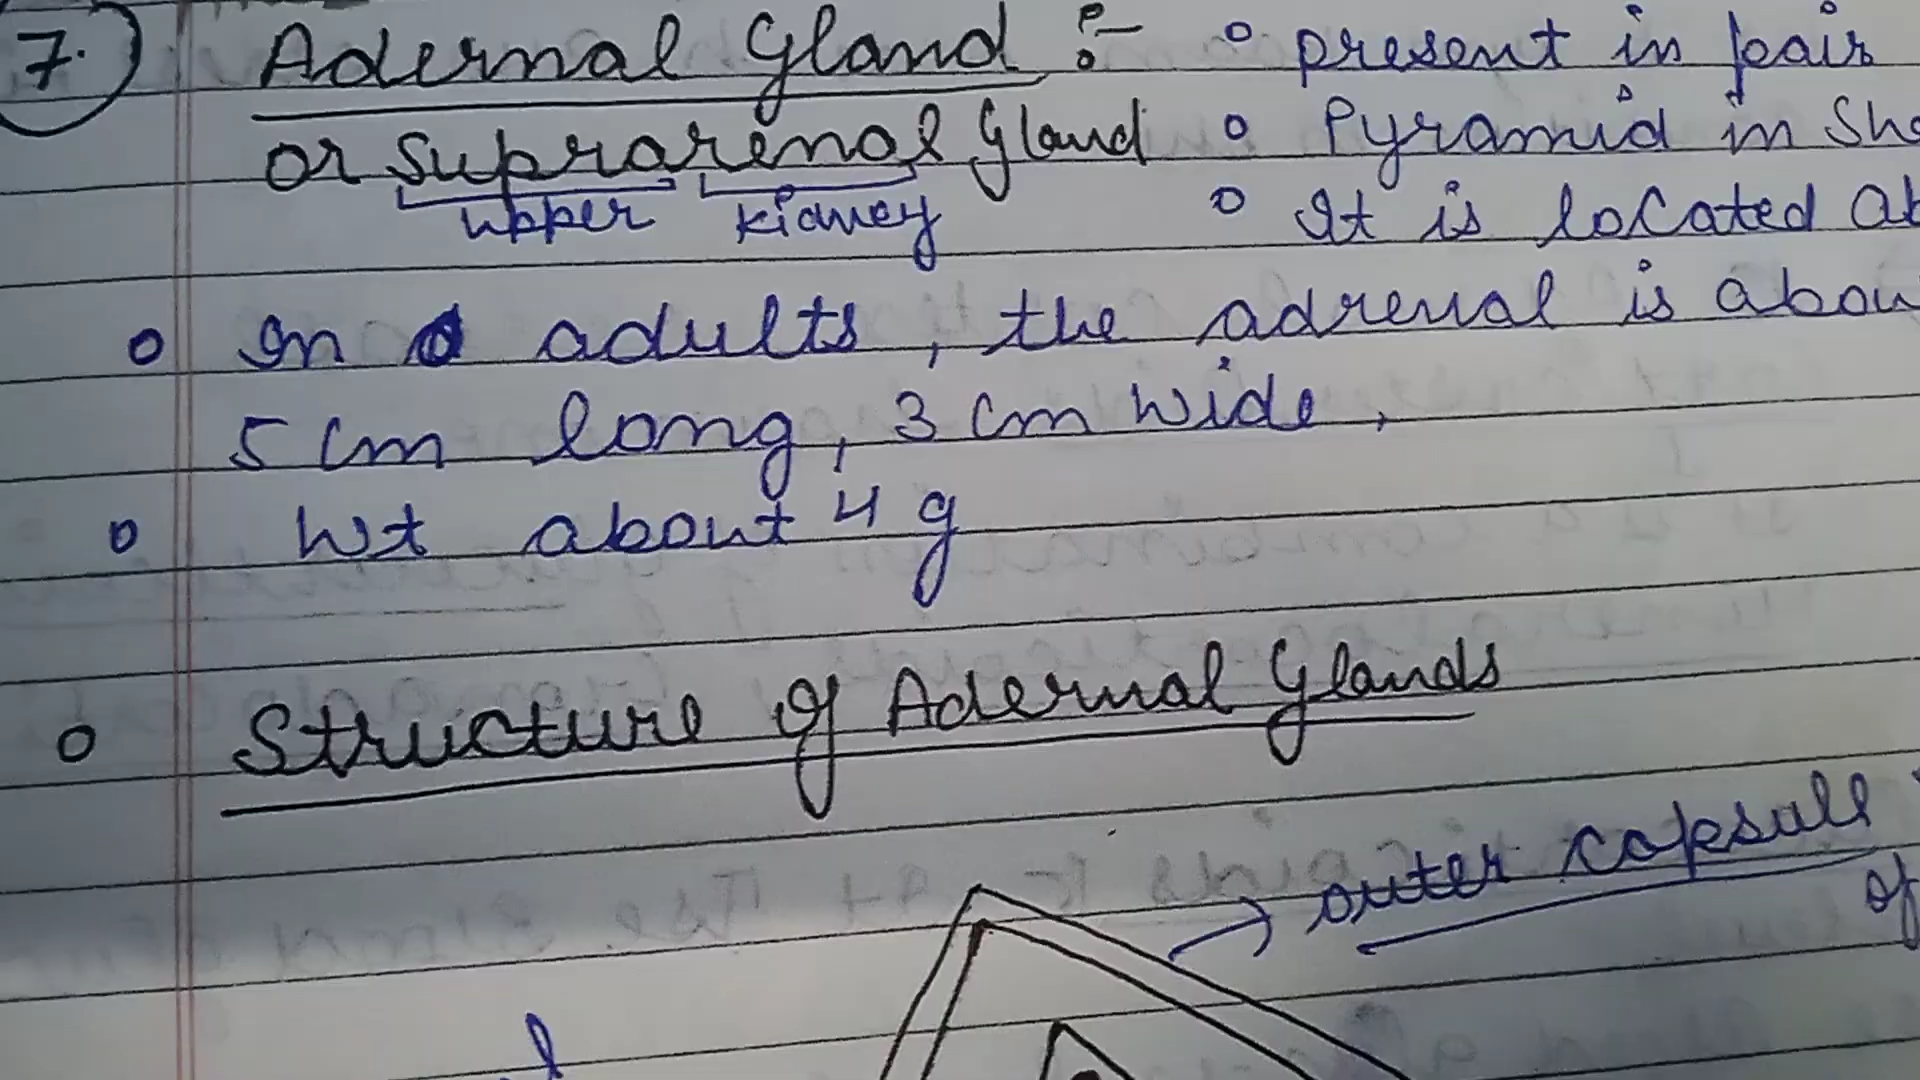 7. Adernal Gland :- o present in pair
or Suprarenal Gland o Pyramid in Sha
upper kidney o It is located ab
o In adults, the adrenal is abou
5 cm long, 3 cm wide,
o Wt about 4 g
o Structure of Adernal Glands
→ outer capsule
of